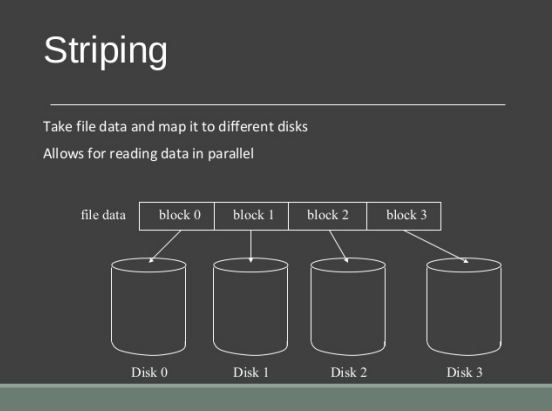 Striping
Take file data and map it to different disks
Allows for reading data in parallel
file data block 0 block 1 block 2 block 3
Disk 0 Disk 1 Disk 2 Disk 3